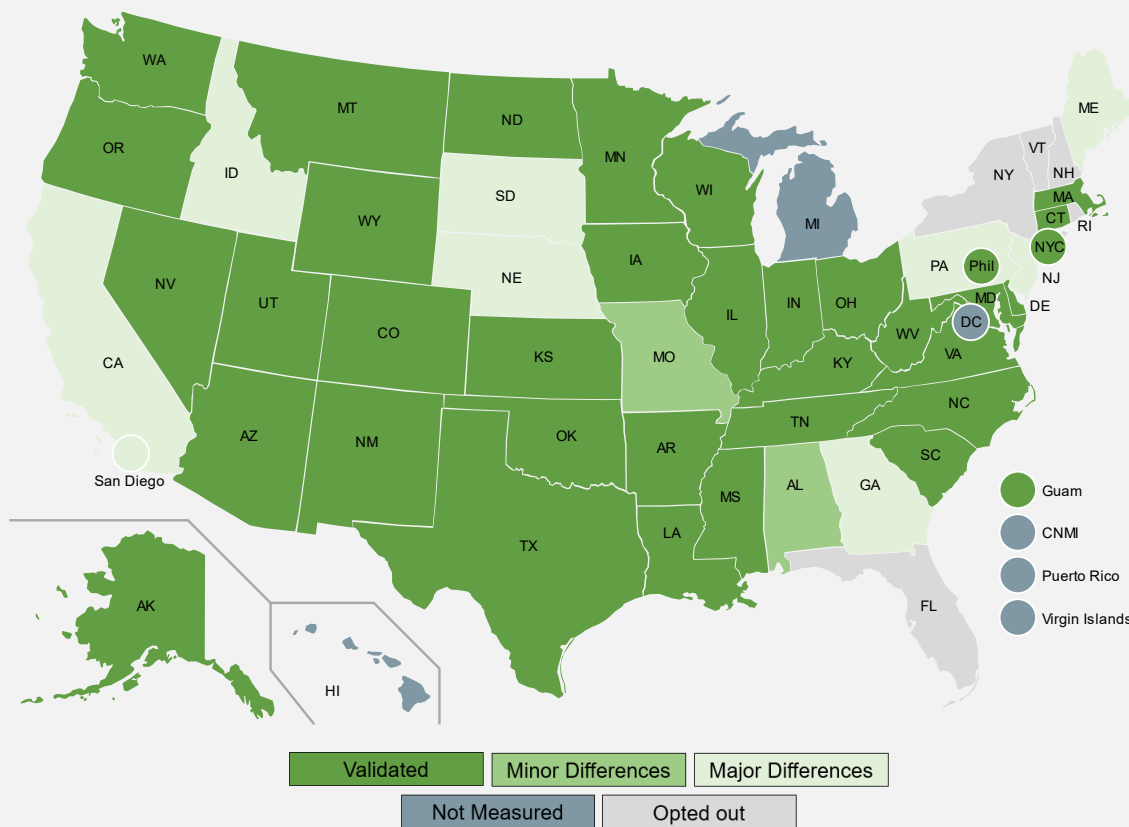 WA
ME
MT
ND
VT
OR
MN
NH
ID
NY
WI
SD
MA
CT
RI
WY
MI
NYC
IA
PA
Phil
NE
NJ
NV
UT
IN
OH
MD
DE
IL
DC
CO
WV
VA
KS
MO
CA
KY
NC
TN
AZ
NM
OK
AR
SC
San Diego
MS
AL
GA
Guam
LA
CNMI
TX
Puerto Rico
AK
FL
Virgin Islands
HI
Validated
Minor Differences
Major Differences
Not Measured
Opted out